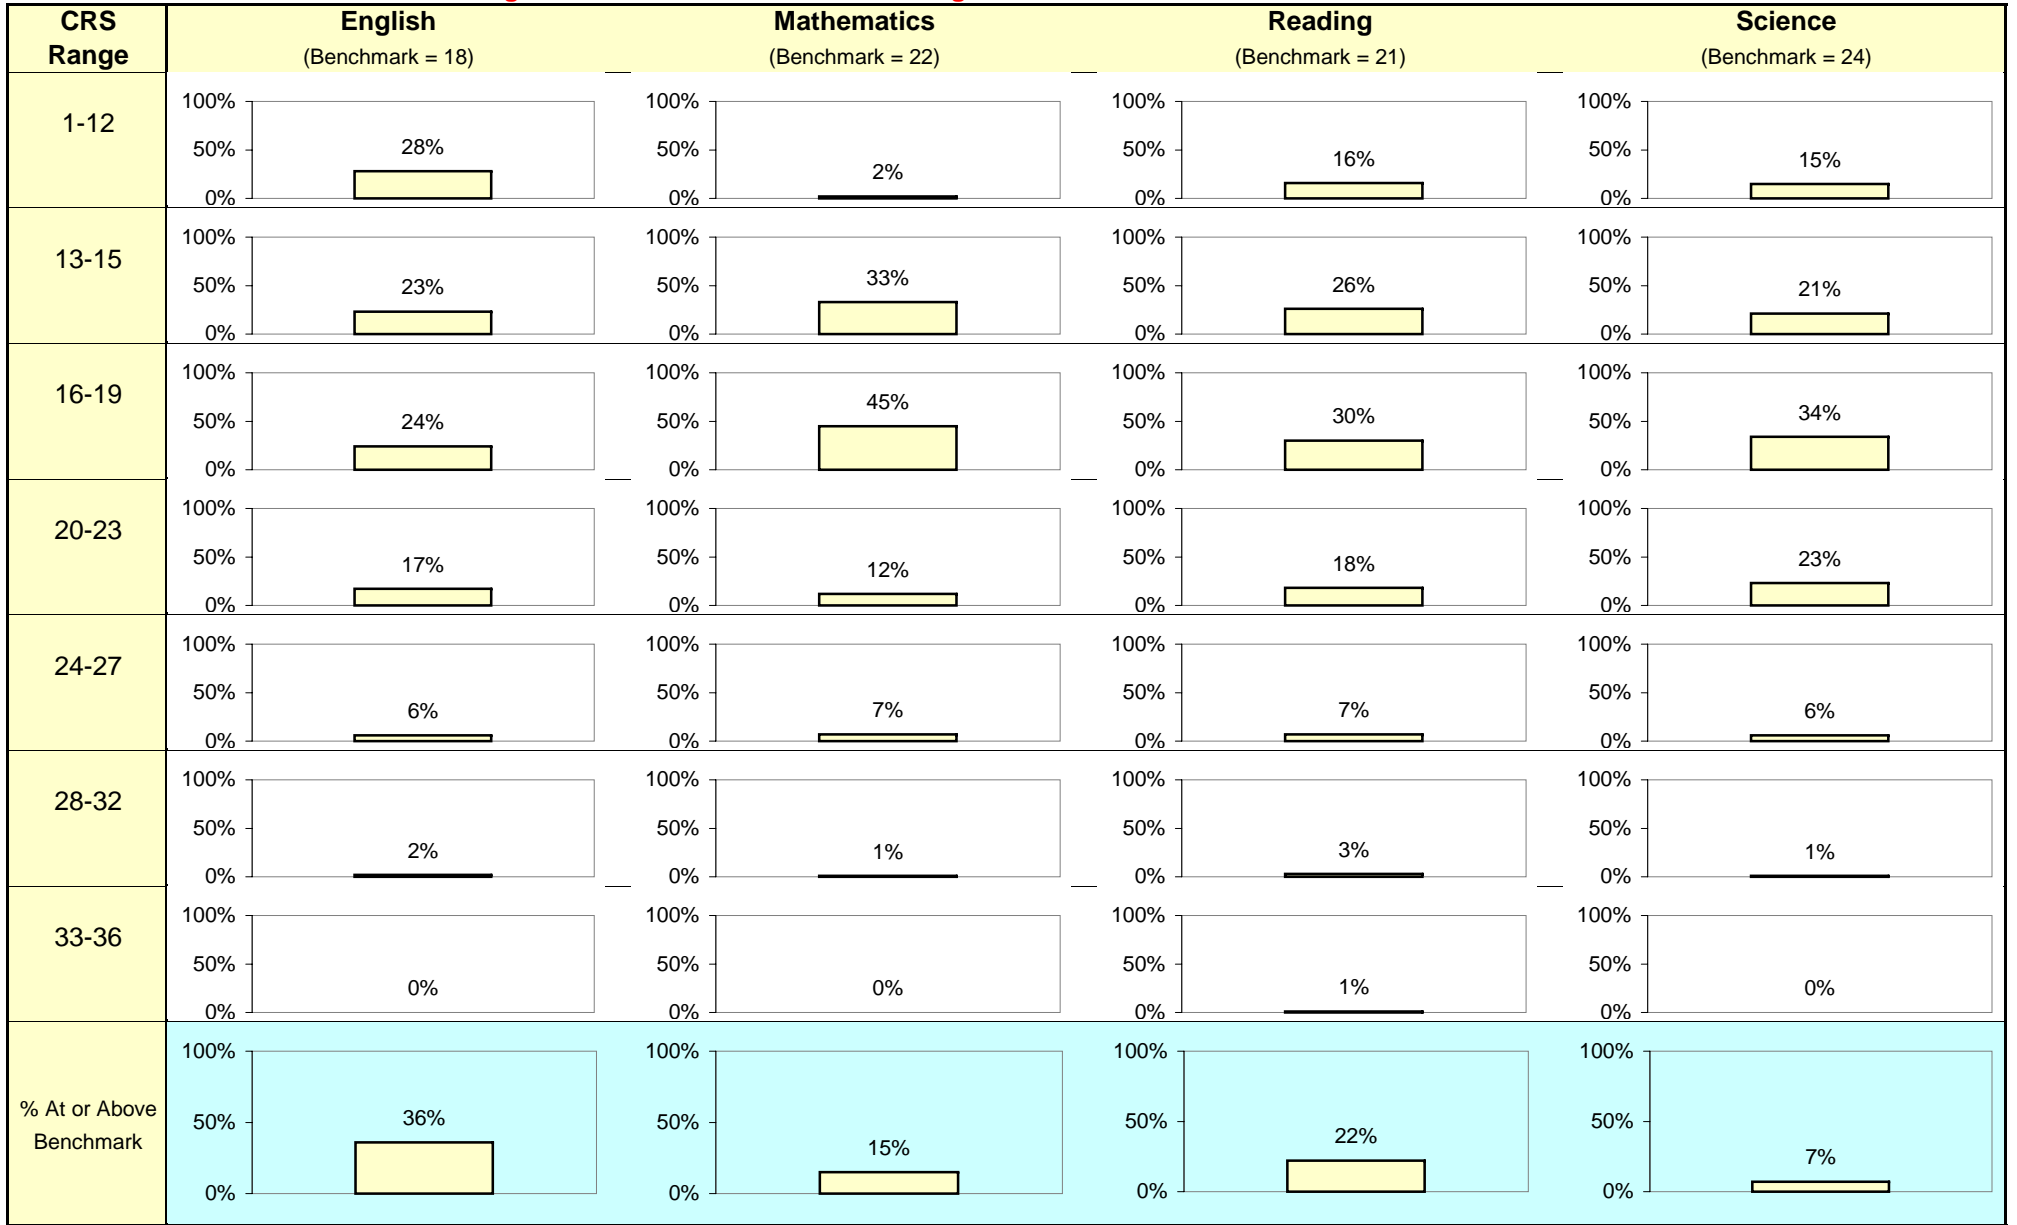 CRS Range English Mathematics Reading Science
(Benchmark = 18) (Benchmark = 22) (Benchmark = 21) (Benchmark = 24)
1-12
100% 100% 100% 100%
50% 28% 50% 2% 50% 16% 50% 15%
0% 0% 0% 0%
13-15
100% 100% 100% 100%
50% 23% 50% 33% 50% 26% 50% 21%
0% 0% 0% 0%
16-19
100% 100% 100% 100%
50% 24% 50% 45% 50% 30% 50% 34%
0% 0% 0% 0%
20-23
100% 100% 100% 100%
50% 17% 50% 12% 50% 18% 50% 23%
0% 0% 0% 0%
24-27
100% 100% 100% 100%
50% 6% 50% 7% 50% 7% 50% 6%
0% 0% 0% 0%
28-32
100% 100% 100% 100%
50% 2% 50% 1% 50% 3% 50% 1%
0% 0% 0% 0%
33-36
100% 100% 100% 100%
50% 0% 50% 0% 50% 1% 50% 0%
0% 0% 0% 0%
% At or Above
Benchmark
100% 100% 100% 100%
50% 36% 50% 15% 50% 22% 50% 7%
0% 0% 0% 0%